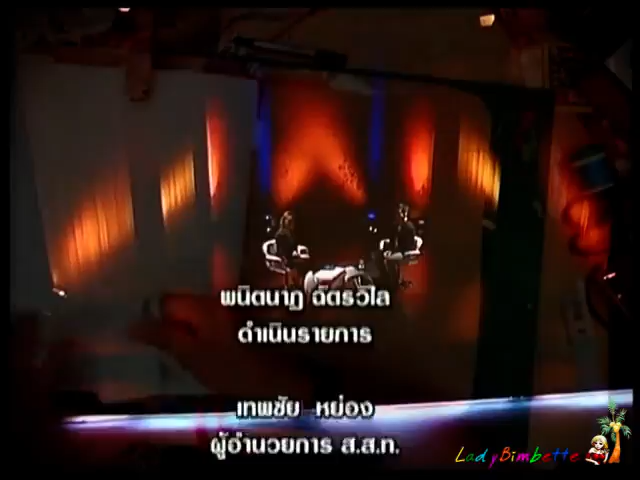 พนิตนาฏ ฉัตรวิไล
ดำเนินรายการ
เทพชัย หย่อง
ผู้อำนวยการ ส.ส.ท.
LadyBimbette